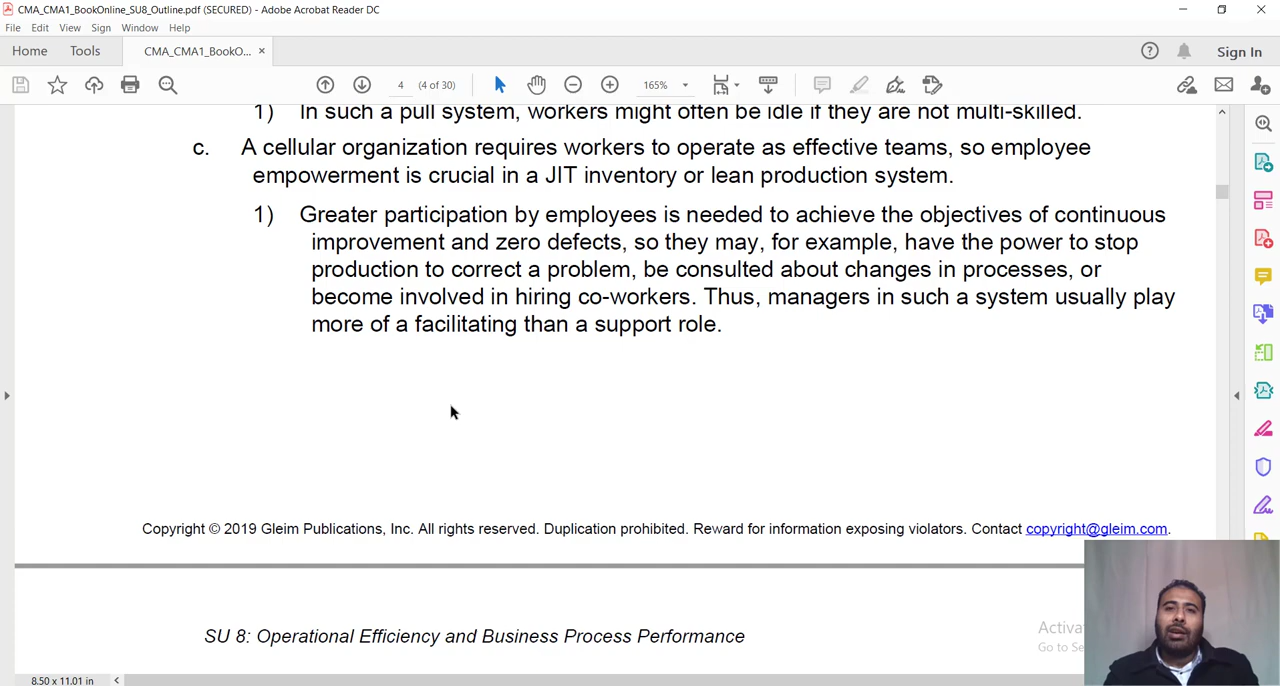 CMA_CMA1_BookOnline_SU8_Outline.pdf (SECURED) - Adobe Acrobat Reader DC
File Edit View Sign Window Help
Home Tools CMA_CMA1_BookO... × Sign In
4 (4 of 30) 165%
1) In such a pull system, workers might often be idle if they are not multi-skilled.
c. A cellular organization requires workers to operate as effective teams, so employee
empowerment is crucial in a JIT inventory or lean production system.
1) Greater participation by employees is needed to achieve the objectives of continuous
improvement and zero defects, so they may, for example, have the power to stop
production to correct a problem, be consulted about changes in processes, or
become involved in hiring co-workers. Thus, managers in such a system usually play
more of a facilitating than a support role.
Copyright © 2019 Gleim Publications, Inc. All rights reserved. Duplication prohibited. Reward for information exposing violators. Contact copyright@gleim.com.
SU 8: Operational Efficiency and Business Process Performance
Activa
Go to Se
8.50 x 11.01 in